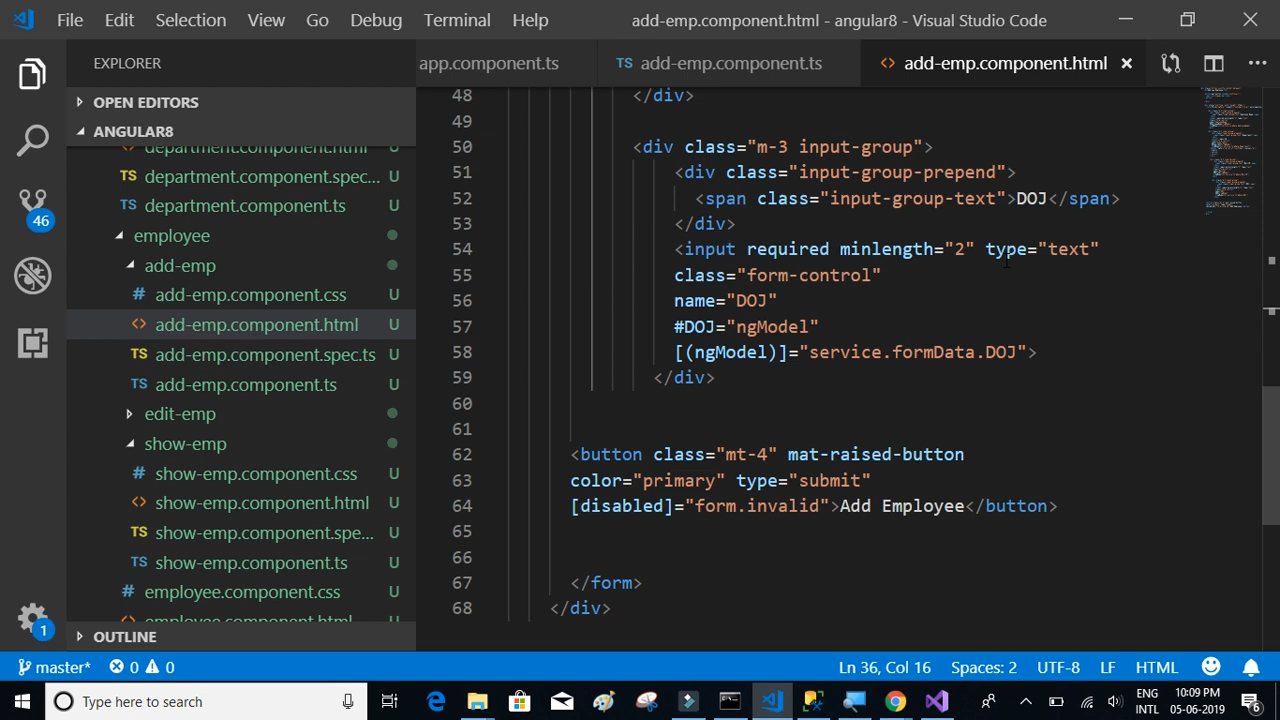 File Edit Selection View Go Debug Terminal Help add-emp.component.html - angular8 - Visual Studio Code
EXPLORER
app.component.ts TS add-emp.component.ts <> add-emp.component.html
OPEN EDITORS
ANGULAR8
department.component.html
TS department.component.spec...
TS department.component.ts
employee
add-emp
# add-emp.component.css U
<> add-emp.component.html U
TS add-emp.component.spec.ts U
TS add-emp.component.ts U
edit-emp
show-emp
# show-emp.component.css U
<> show-emp.component.html U
TS show-emp.component.spe... U
TS show-emp.component.ts U
# employee.component.css U
<> employee.component.html U
OUTLINE
46
1
48 </div>
49
50 <div class="m-3 input-group">
51 <div class="input-group-prepend">
52 <span class="input-group-text">DOJ</span>
53 </div>
54 <input required minlength="2" type="text"
55 class="form-control"
56 name="DOJ"
57 #DOJ="ngModel"
58 [(ngModel)]="service.formData.DOJ">
59 </div>
60
61
62 <button class="mt-4" mat-raised-button
63 color="primary" type="submit"
64 [disabled]="form.invalid">Add Employee</button>
65
66
67 </form>
68 </div>
master* 0 0 Ln 36, Col 16 Spaces: 2 UTF-8 LF HTML
Type here to search
ENG
INTL
10:09 PM
05-06-2019
6